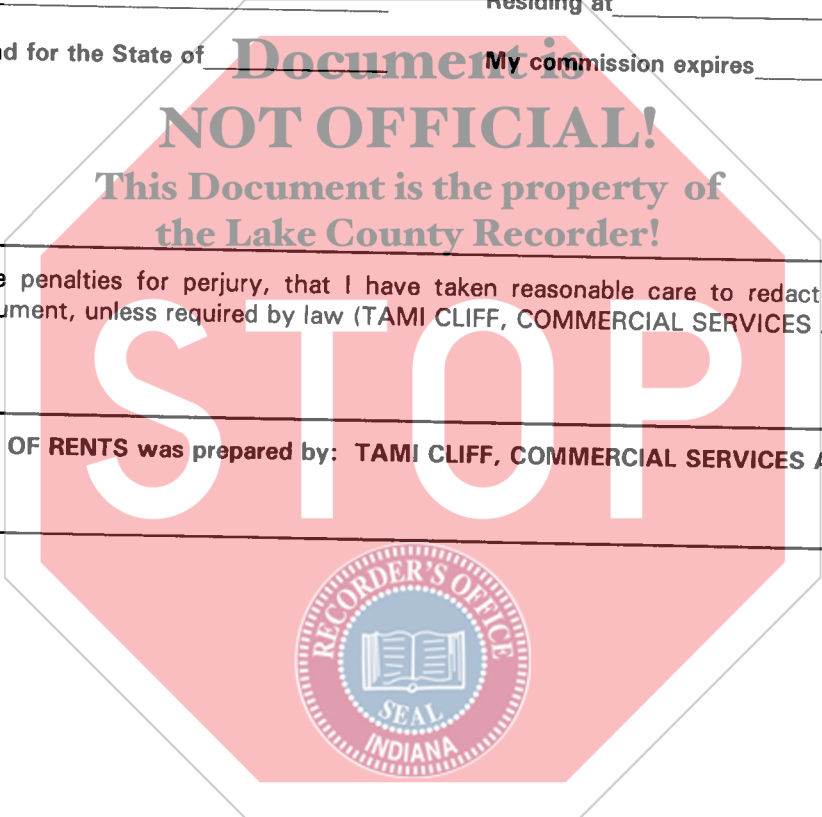 Residing at
d for the State of My commission expires
Document is
NOT OFFICIAL!
This Document is the property of
the Lake County Recorder!
e penalties for perjury, that I have taken reasonable care to redact
ument, unless required by law (TAMI CLIFF, COMMERCIAL SERVICES
STOP
OF RENTS was prepared by: TAMI CLIFF, COMMERCIAL SERVICES A
RECORDER'S OFFICE
SEAL
INDIANA